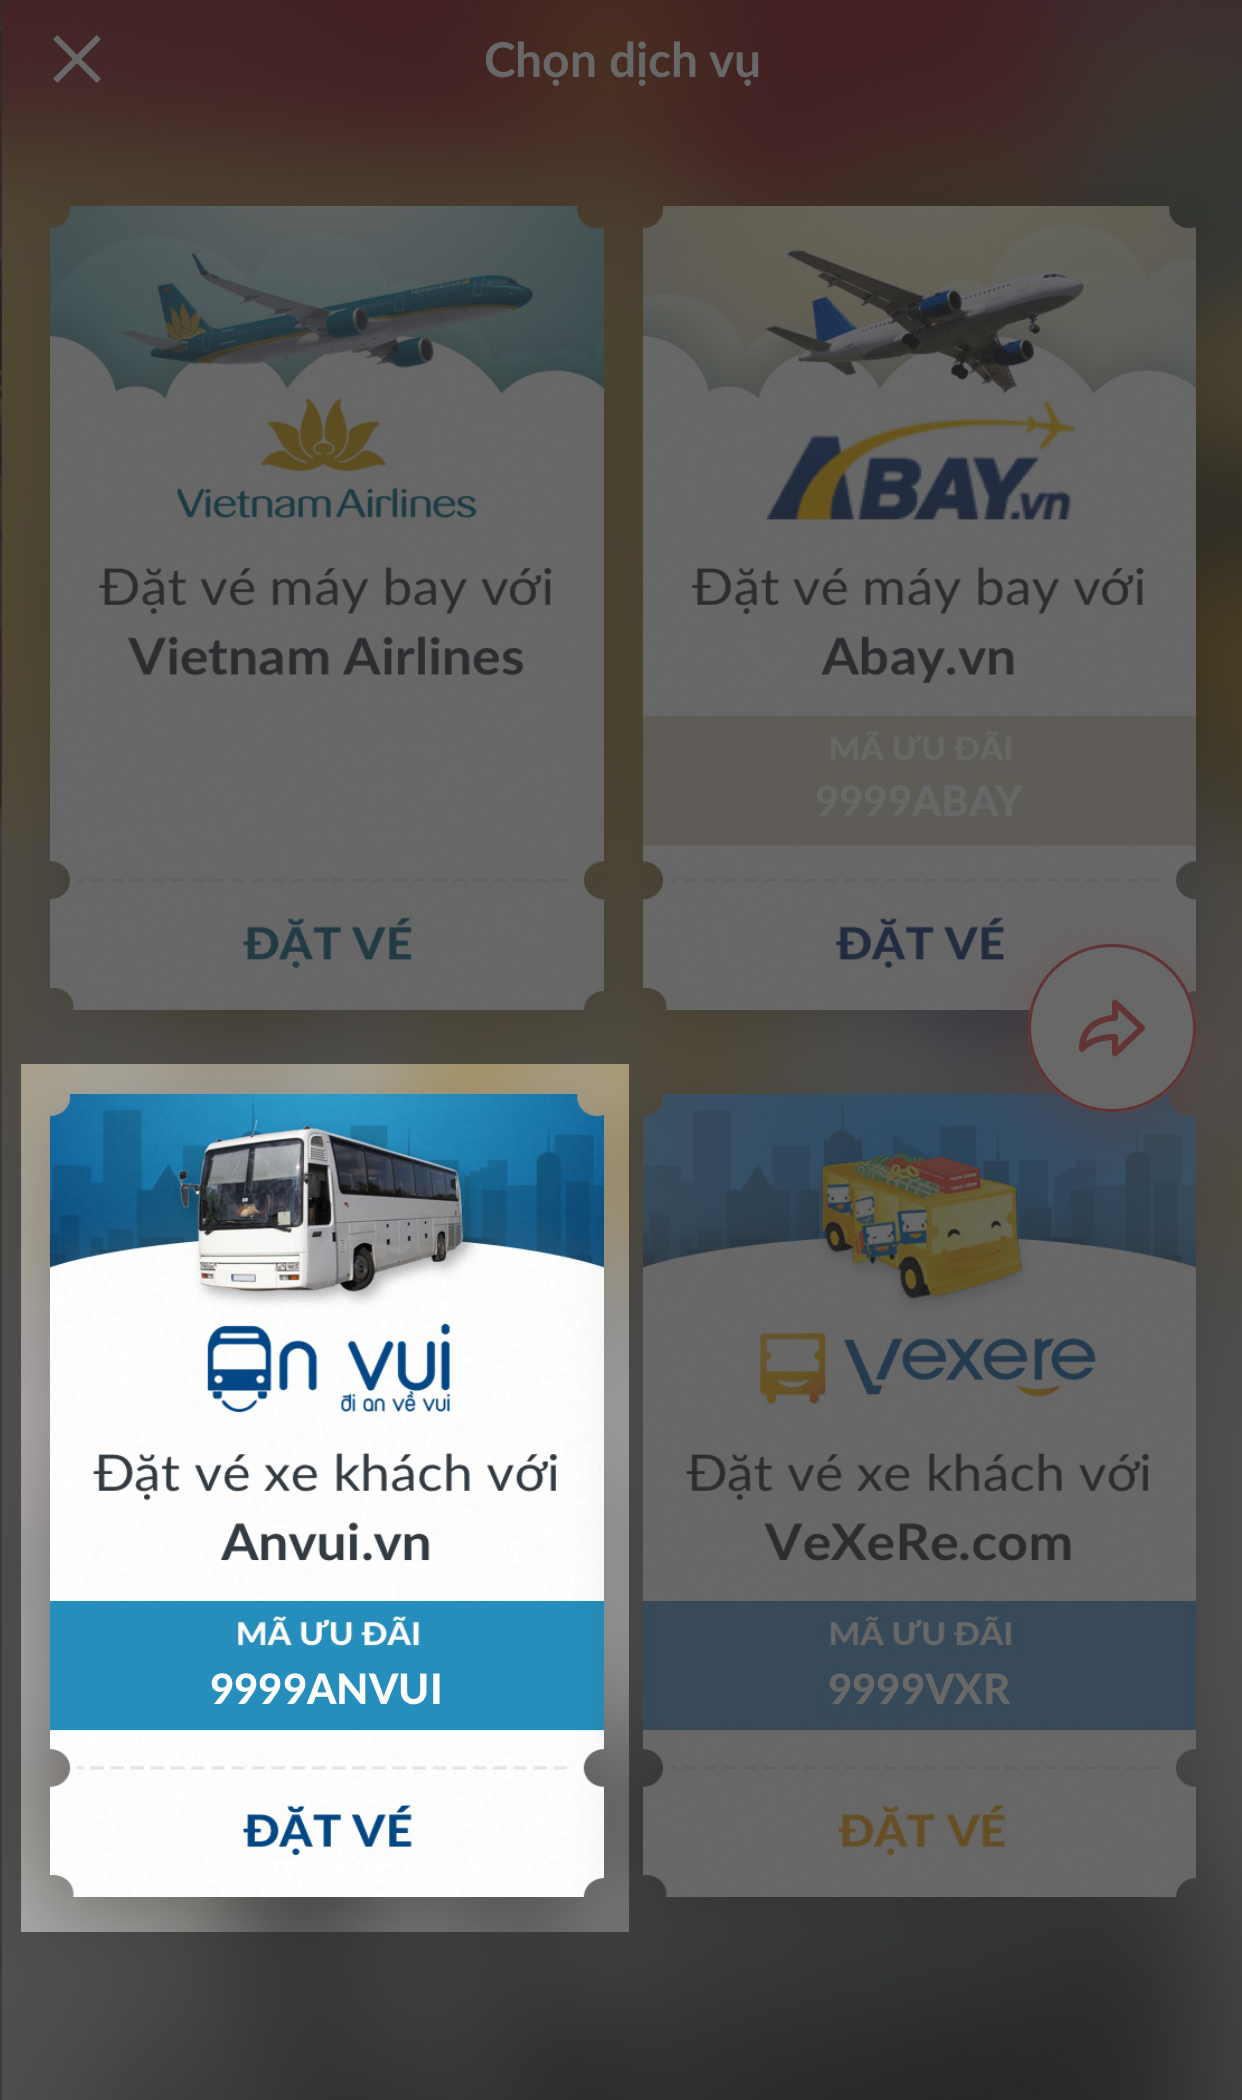 Chọn dịch vụ
Vietnam Airlines
Đặt vé máy bay với
Vietnam Airlines
ĐẶT VÉ
ABAY.vn
Đặt vé máy bay với
Abay.vn
MÃ ƯU ĐÃI
9999ABAY
ĐẶT VÉ
An vui
đi an về vui
Đặt vé xe khách với
Anvui.vn
MÃ ƯU ĐÃI
9999ANVUI
ĐẶT VÉ
Vexere
Đặt vé xe khách với
VeXeRe.com
MÃ ƯU ĐÃI
9999VXR
ĐẶT VÉ